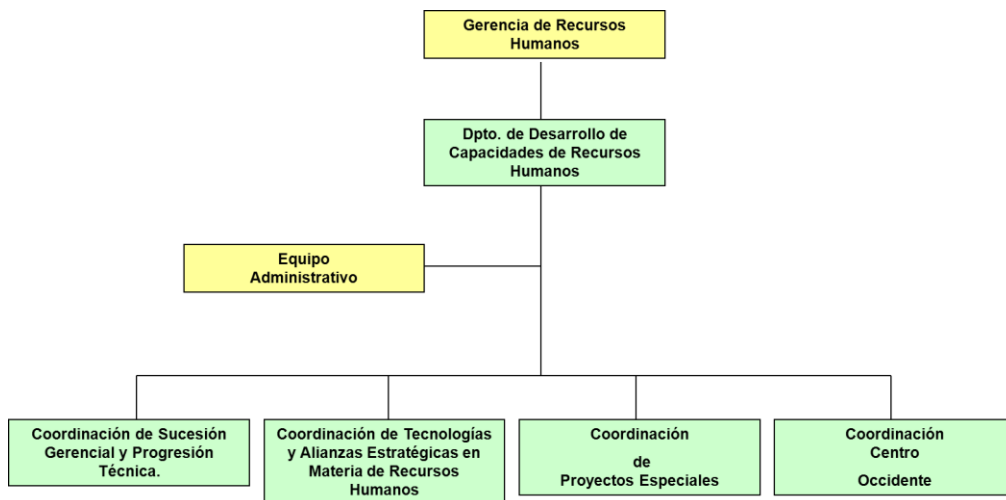 Gerencia de Recursos
Humanos
Dpto. de Desarrollo de
Capacidades de Recursos
Humanos
Equipo
Administrativo
Coordinación de Sucesión
Gerencial y Progresión
Técnica.
Coordinación de Tecnologías
y Alianzas Estratégicas en
Materia de Recursos
Humanos
Coordinación
de
Proyectos Especiales
Coordinación
Centro
Occidente